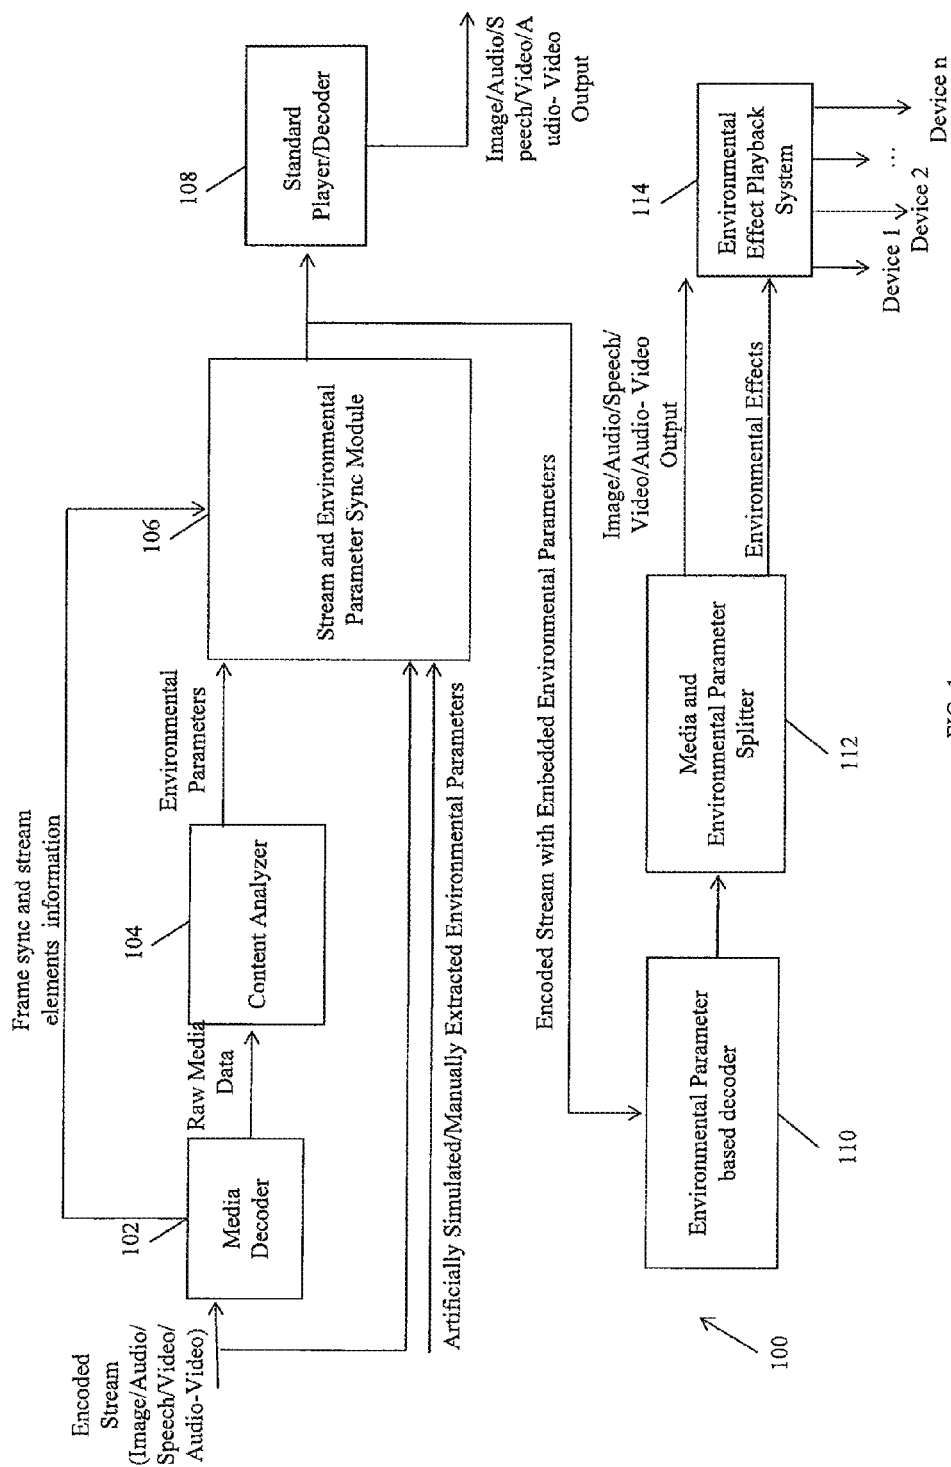 Frame sync and stream
elements information
Encoded
Stream
(Image/Audio/
Speech/Video/
Audio-Video)
102
Media
Decoder
Raw Media
Data
104
Content Analyzer
Environmental
Parameters
106
Stream and Environmental
Parameter Sync Module
108
Standard
Player/Decoder
Image/Audio/S
peech/Video/A
udio- Video
Output
Artificially Simulated/Manually Extracted Environmental Parameters
Encoded Stream with Embedded Environmental Parameters
100
Environmental Parameter
based decoder
110
Media and
Environmental Parameter
Splitter
112
Image/Audio/Speech/
Video/Audio- Video
Output
Environmental Effects
114
Environmental
Effect Playback
System
Device 1
Device 2
...
Device n